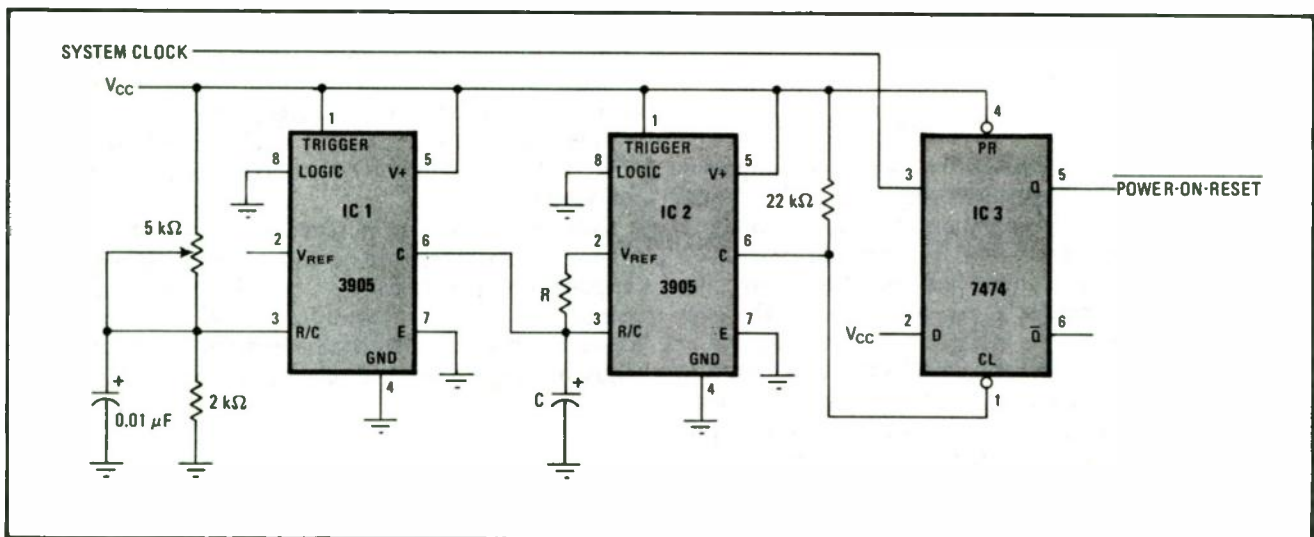 SYSTEM CLOCK
VCC
1
TRIGGER
8
LOGIC
V+
5
IC 1
5 kΩ
2
VREF
C
6
3905
3
R/C
E
7
GND
4
0.01 µF
+
2 kΩ
1
TRIGGER
8
LOGIC
V+
5
IC 2
2
VREF
C
6
R
3905
3
R/C
E
7
GND
4
C
+
22 kΩ
4
PR
3
Q
5
POWER-ON-RESET
IC 3
7474
VCC
2
D
Q̅
6
CL
1